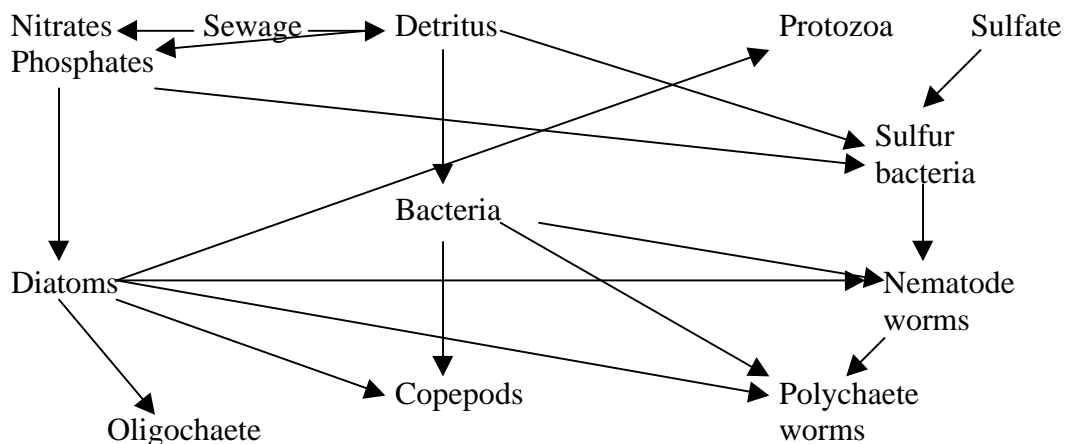 Nitrates Sewage Detritus Protozoa Sulfate
Phosphates
Sulfur
bacteria
Bacteria
Diatoms Nematode
worms
Copepods Polychaete
Oligochaete worms